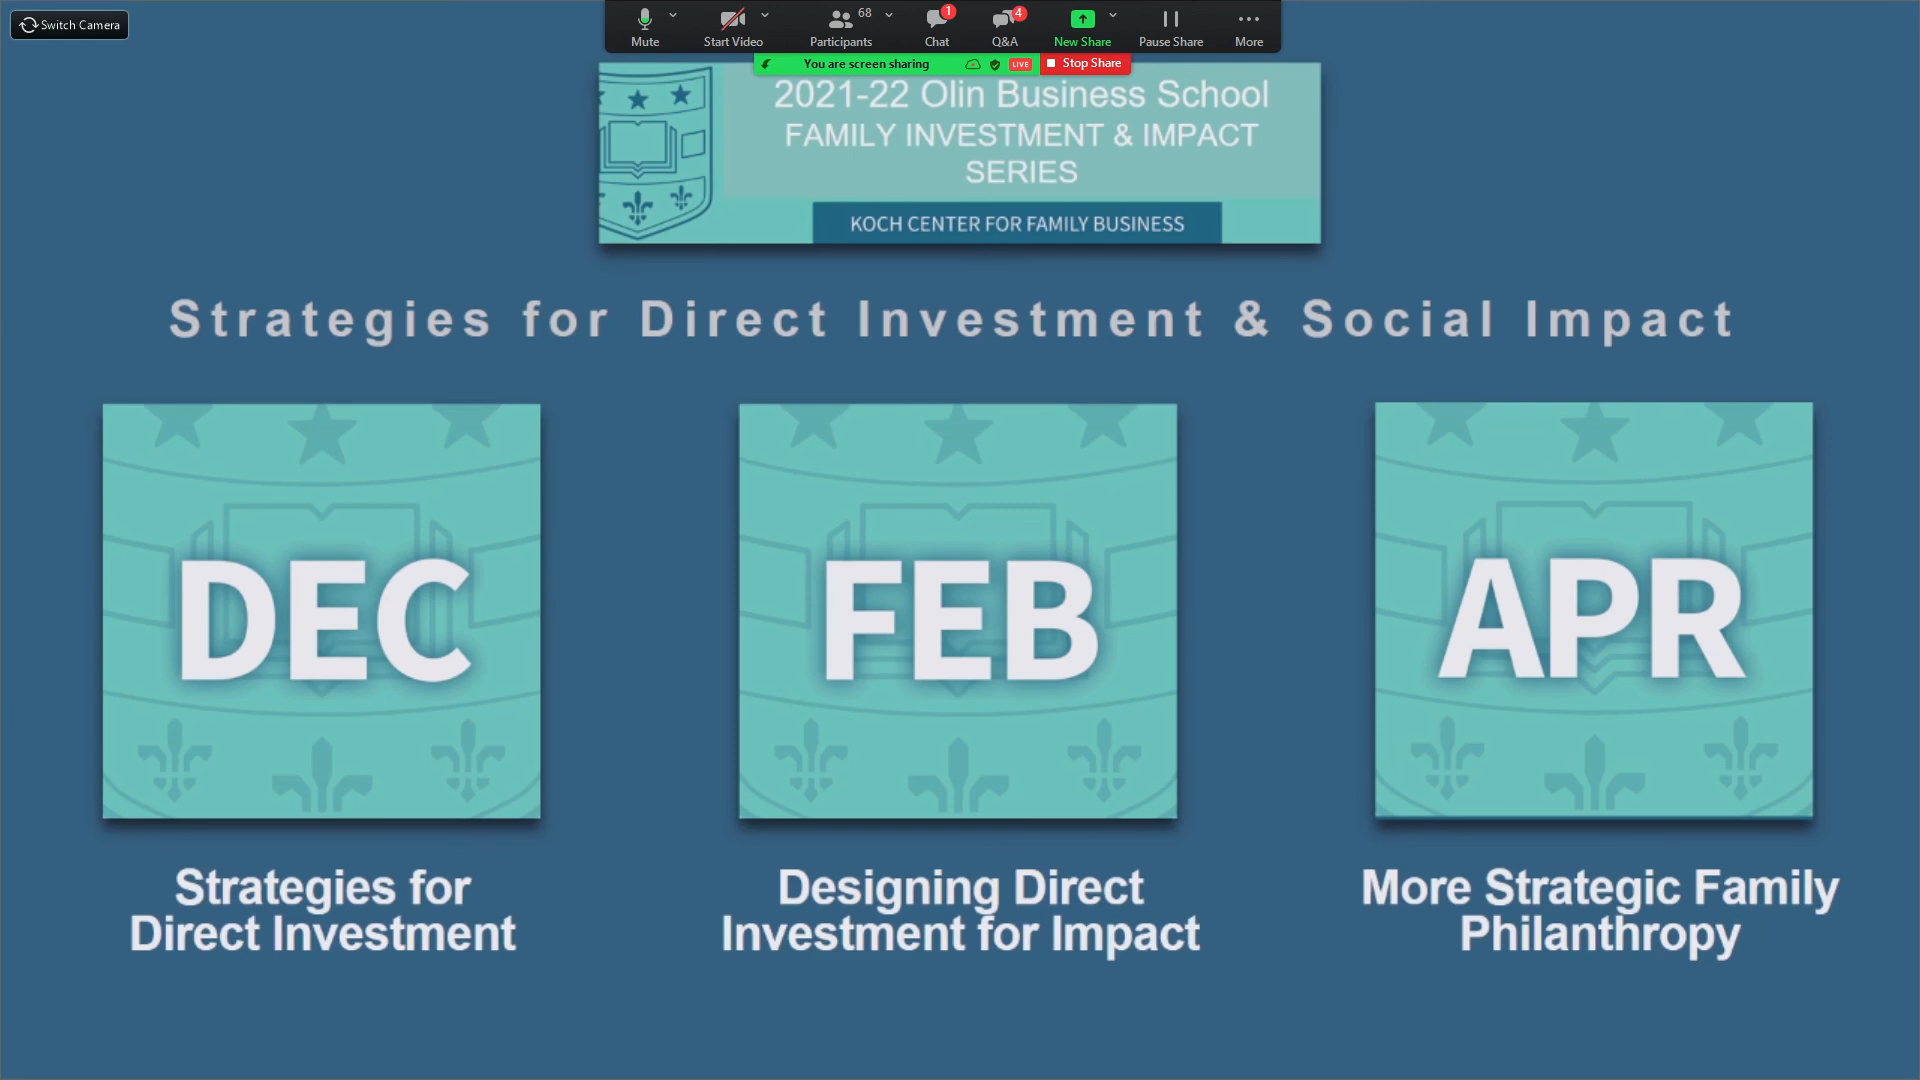 Switch Camera
68
1
4
Mute
Start Video
Participants
Chat
Q&A
New Share
Pause Share
More
You are screen sharing
LIVE
Stop Share
2021-22 Olin Business School
FAMILY INVESTMENT & IMPACT
SERIES
KOCH CENTER FOR FAMILY BUSINESS
Strategies for Direct Investment & Social Impact
DEC
FEB
APR
Strategies for
Direct Investment
Designing Direct
Investment for Impact
More Strategic Family
Philanthropy